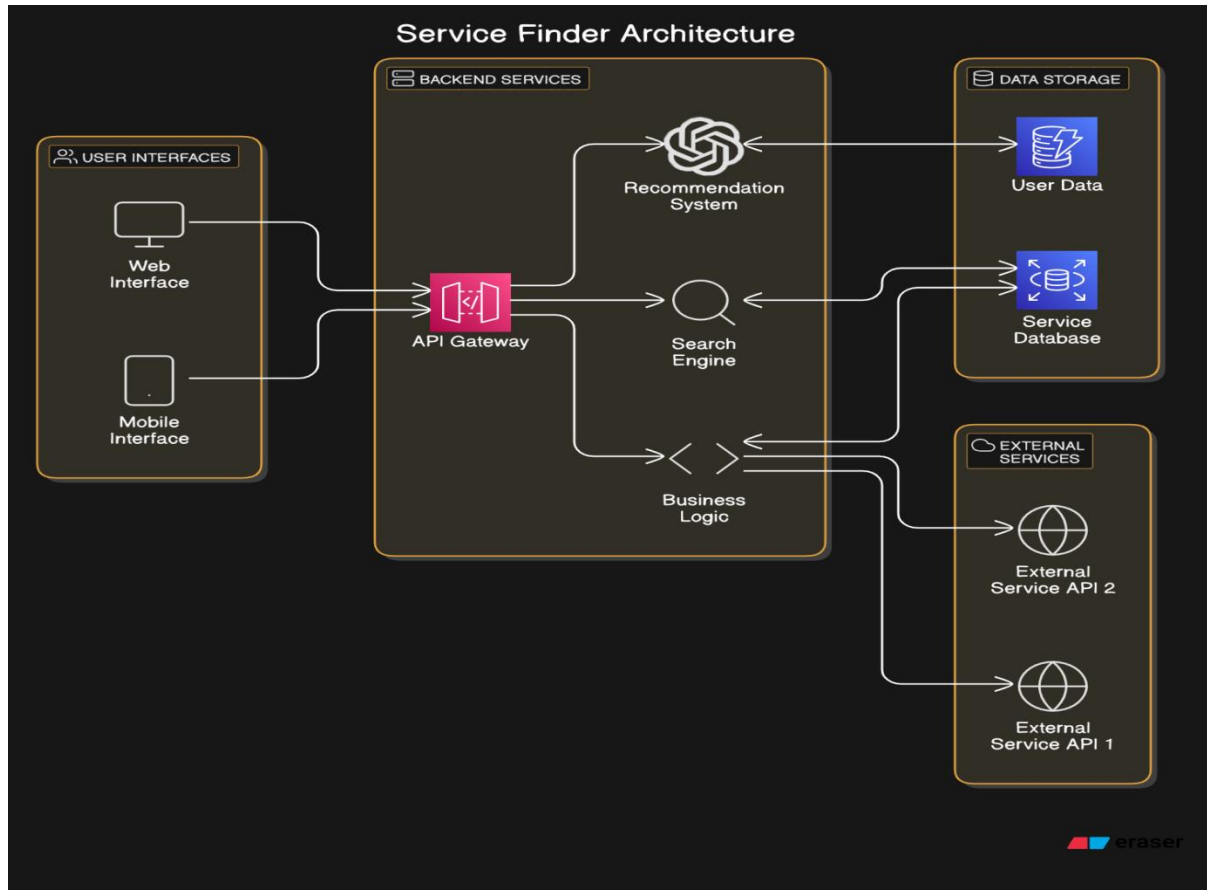 Service Finder Architecture
USER INTERFACES
Web
Interface
Mobile
Interface
BACKEND SERVICES
API Gateway
Recommendation
System
Search
Engine
Business
Logic
DATA STORAGE
User Data
Service
Database
EXTERNAL
SERVICES
External
Service API 2
External
Service API 1
eraser